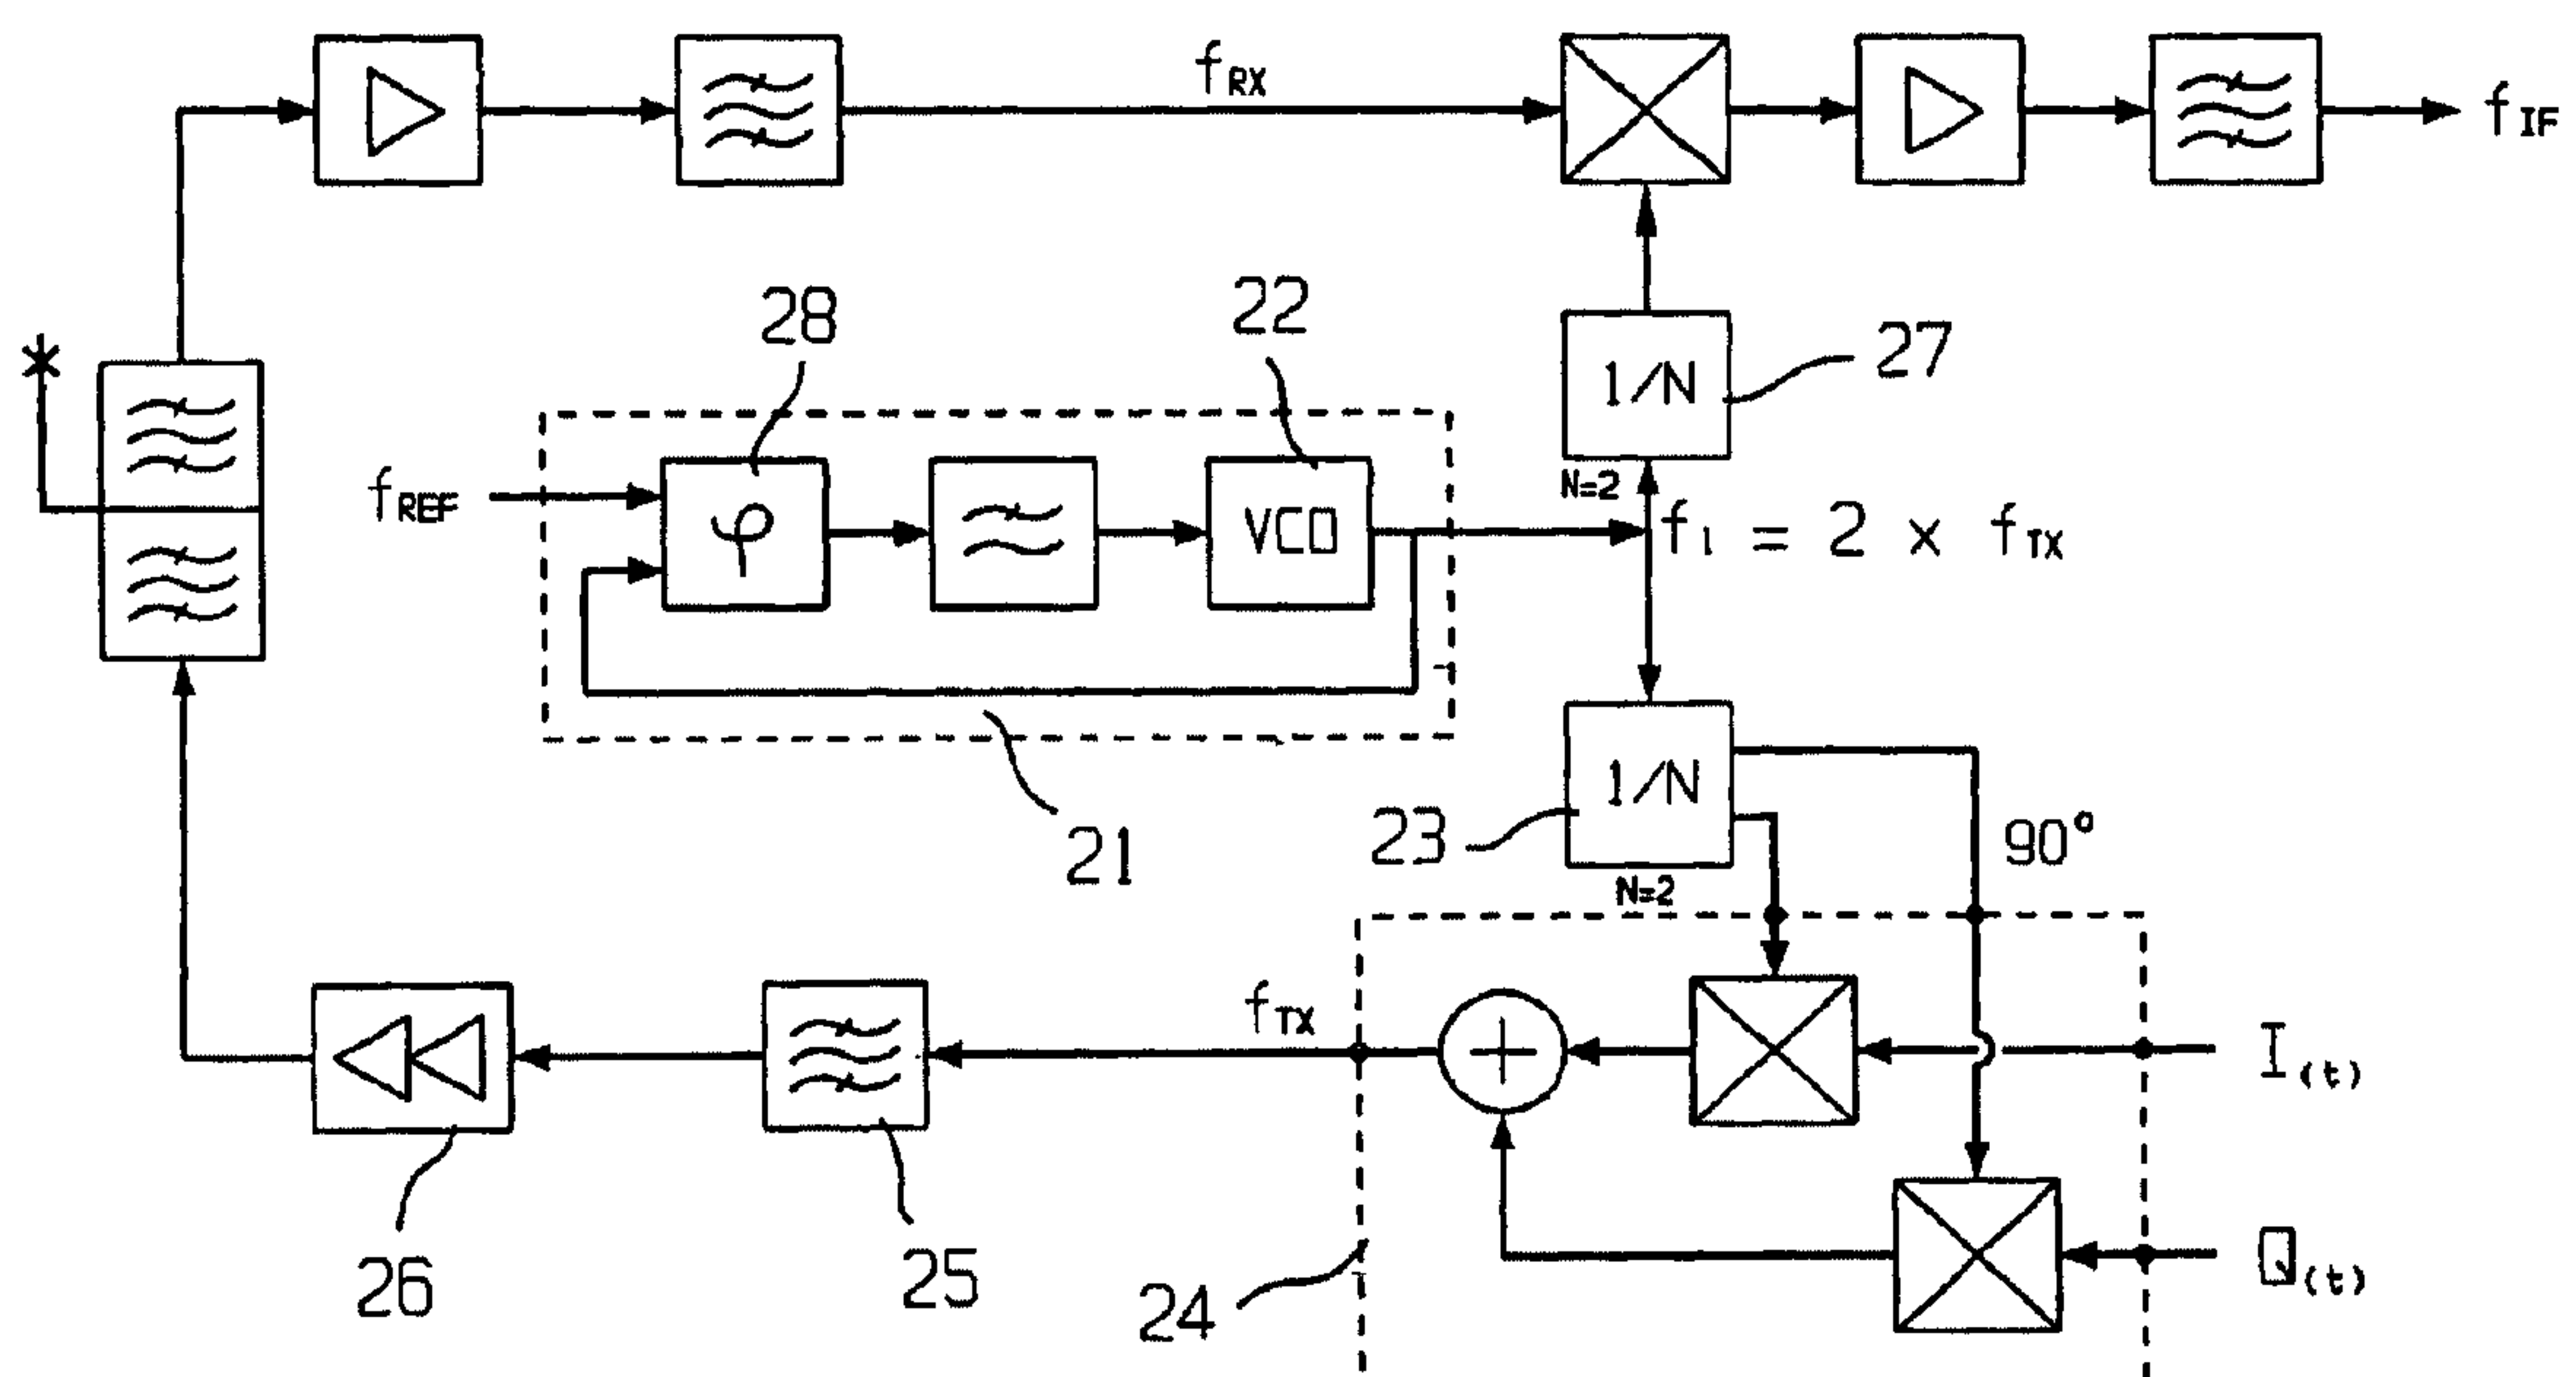 fRX
fIF
28
22
27
1/N
N=2
fREF
φ
VCO
f1 = 2 x fTX
21
23
1/N
N=2
90°
fTX
I(t)
26
25
24
Q(t)